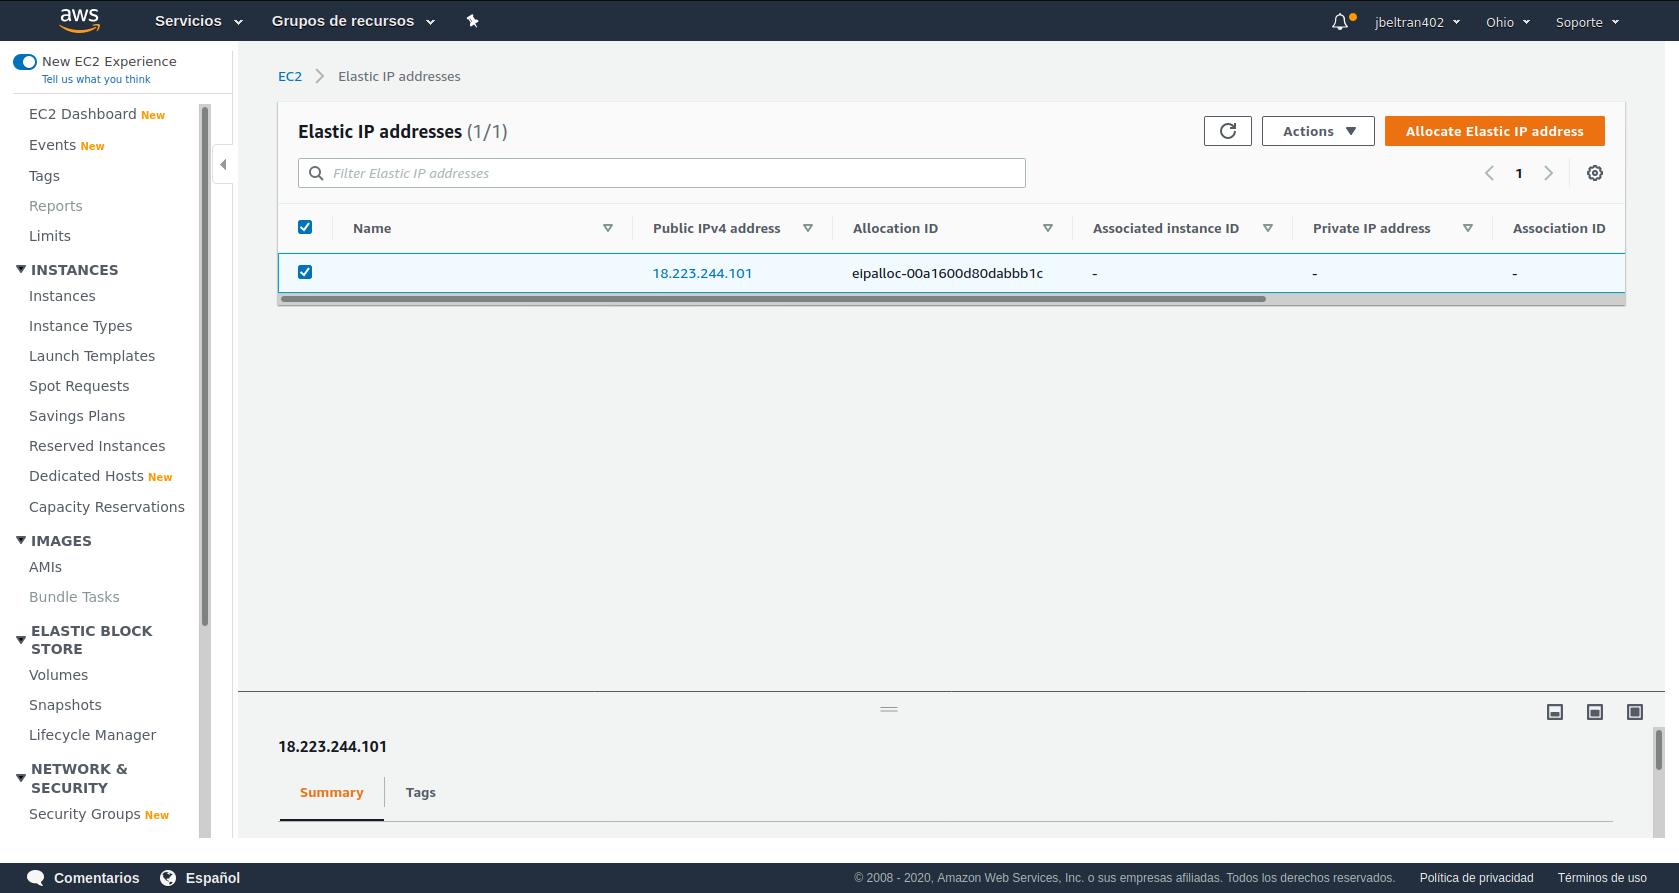 aws
Servicios
Grupos de recursos
jbeltran402
Ohio
Soporte
New EC2 Experience
Tell us what you think
EC2 Dashboard New
Events New
Tags
Reports
Limits
INSTANCES
Instances
Instance Types
Launch Templates
Spot Requests
Savings Plans
Reserved Instances
Dedicated Hosts New
Capacity Reservations
IMAGES
AMIs
Bundle Tasks
ELASTIC BLOCK
STORE
Volumes
Snapshots
Lifecycle Manager
NETWORK &
SECURITY
Security Groups New
EC2 Elastic IP addresses
Elastic IP addresses (1/1)
Actions
Allocate Elastic IP address
Filter Elastic IP addresses
1
Name Public IPv4 address Allocation ID Associated instance ID Private IP address Association ID
18.223.244.101 eipalloc-00a1600d80dabbb1c - - -
18.223.244.101
Summary Tags
Comentarios
Español
© 2008 - 2020, Amazon Web Services, Inc. o sus empresas afiliadas. Todos los derechos reservados.
Política de privacidad
Términos de uso